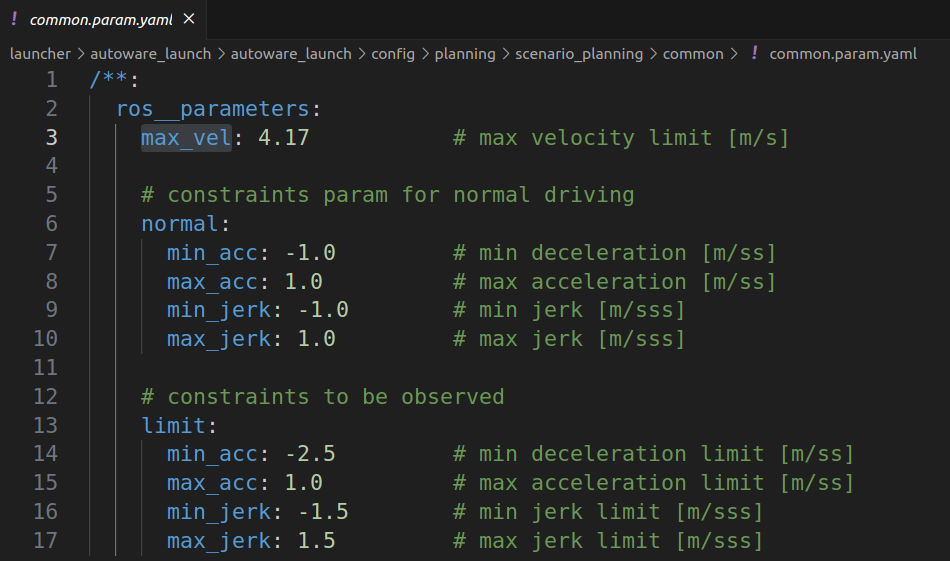 ! common.param.yaml ×
launcher > autoware_launch > autoware_launch > config > planning > scenario_planning > common > ! common.param.yaml
1 /**:
2   ros__parameters:
3     max_vel: 4.17           # max velocity limit [m/s]
4
5     # constraints param for normal driving
6     normal:
7       min_acc: -1.0         # min deceleration [m/ss]
8       max_acc: 1.0          # max acceleration [m/ss]
9       min_jerk: -1.0        # min jerk [m/sss]
10       max_jerk: 1.0         # max jerk [m/sss]
11
12     # constraints to be observed
13     limit:
14       min_acc: -2.5         # min deceleration limit [m/ss]
15       max_acc: 1.0          # max acceleration limit [m/ss]
16       min_jerk: -1.5        # min jerk limit [m/sss]
17       max_jerk: 1.5         # max jerk limit [m/sss]